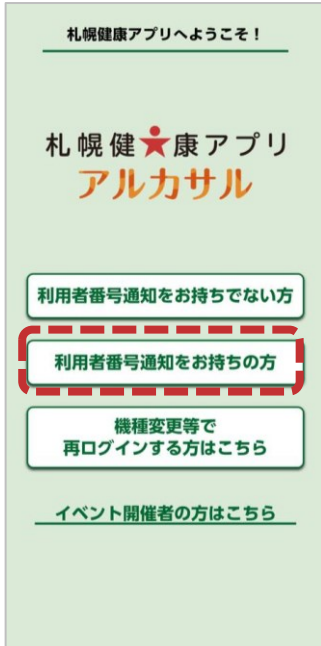 札幌健康アプリへようこそ！
札幌健★康アプリ
アルカサル
利用者番号通知をお持ちでない方
利用者番号通知をお持ちの方
機種変更等で
再ログインする方はこちら
イベント開催者の方はこちら